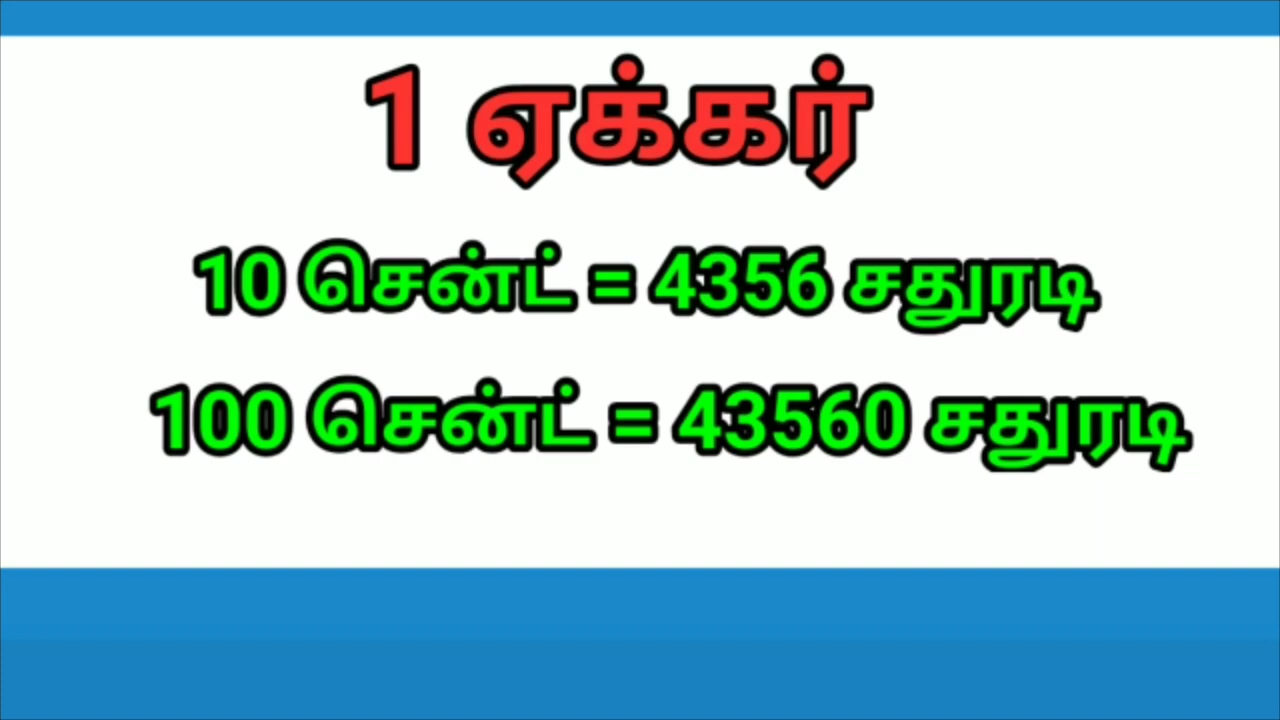 1 ஏக்கர்
10 சென்ட் = 4356 சதுரடி
100 சென்ட் = 43560 சதுரடி